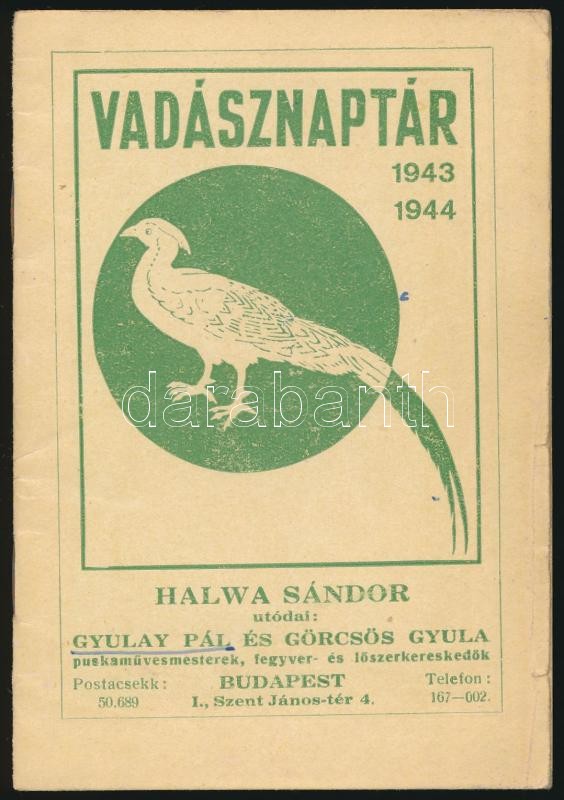 VADÁSZNAPTÁR
1943
1944
darabanth
HALWA SÁNDOR
utódai:
GYULAY PÁL ÉS GÖRCSÖS GYULA
puskaművesmesterek, fegyver- és lőszerkereskedők
Postacsekk: BUDAPEST Telefon:
50.689 I., Szent János-tér 4. 167—002.